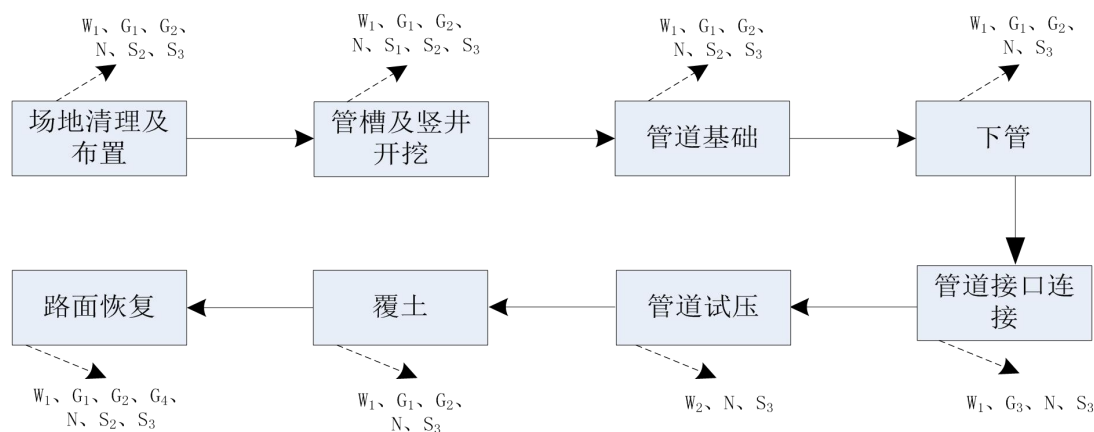 W₁、G₁、G₂、
N、S₂、S₃
W₁、G₁、G₂、
N、S₁、S₂、S₃
W₁、G₁、G₂、
N、S₂、S₃
W₁、G₁、G₂、
N、S₃
场地清理及
布置
管槽及竖井
开挖
管道基础
下管
路面恢复
覆土
管道试压
管道接口连
接
W₁、G₁、G₂、G₄、
N、S₂、S₃
W₁、G₁、G₂、
N、S₃
W₂、N、S₃
W₁、G₃、N、S₃